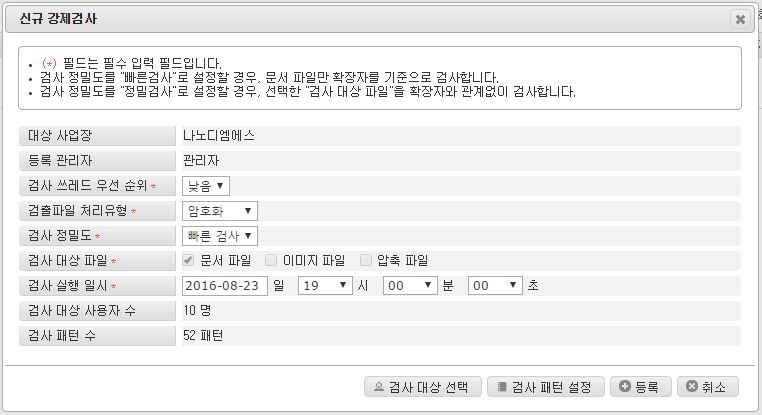 신규 강제검사
(*) 필드는 필수 입력 필드입니다.
검사 정밀도를 "빠른검사"로 설정할 경우, 문서 파일만 확장자를 기준으로 검사합니다.
검사 정밀도를 "정밀검사"로 설정할 경우, 선택한 "검사 대상 파일"을 확장자와 관계없이 검사합니다.
대상 사업장 나노디엠에스
등록 관리자 관리자
검사 쓰레드 우선 순위 * 낮음
검출파일 처리유형 * 암호화
검사 정밀도 * 빠른 검사
검사 대상 파일 * 문서 파일 이미지 파일 압축 파일
검사 실행 일시 * 2016-08-23 일 19 시 00 분 00 초
검사 대상 사용자 수 10 명
검사 패턴 수 52 패턴
검사 대상 선택 검사 패턴 설정 등록 취소